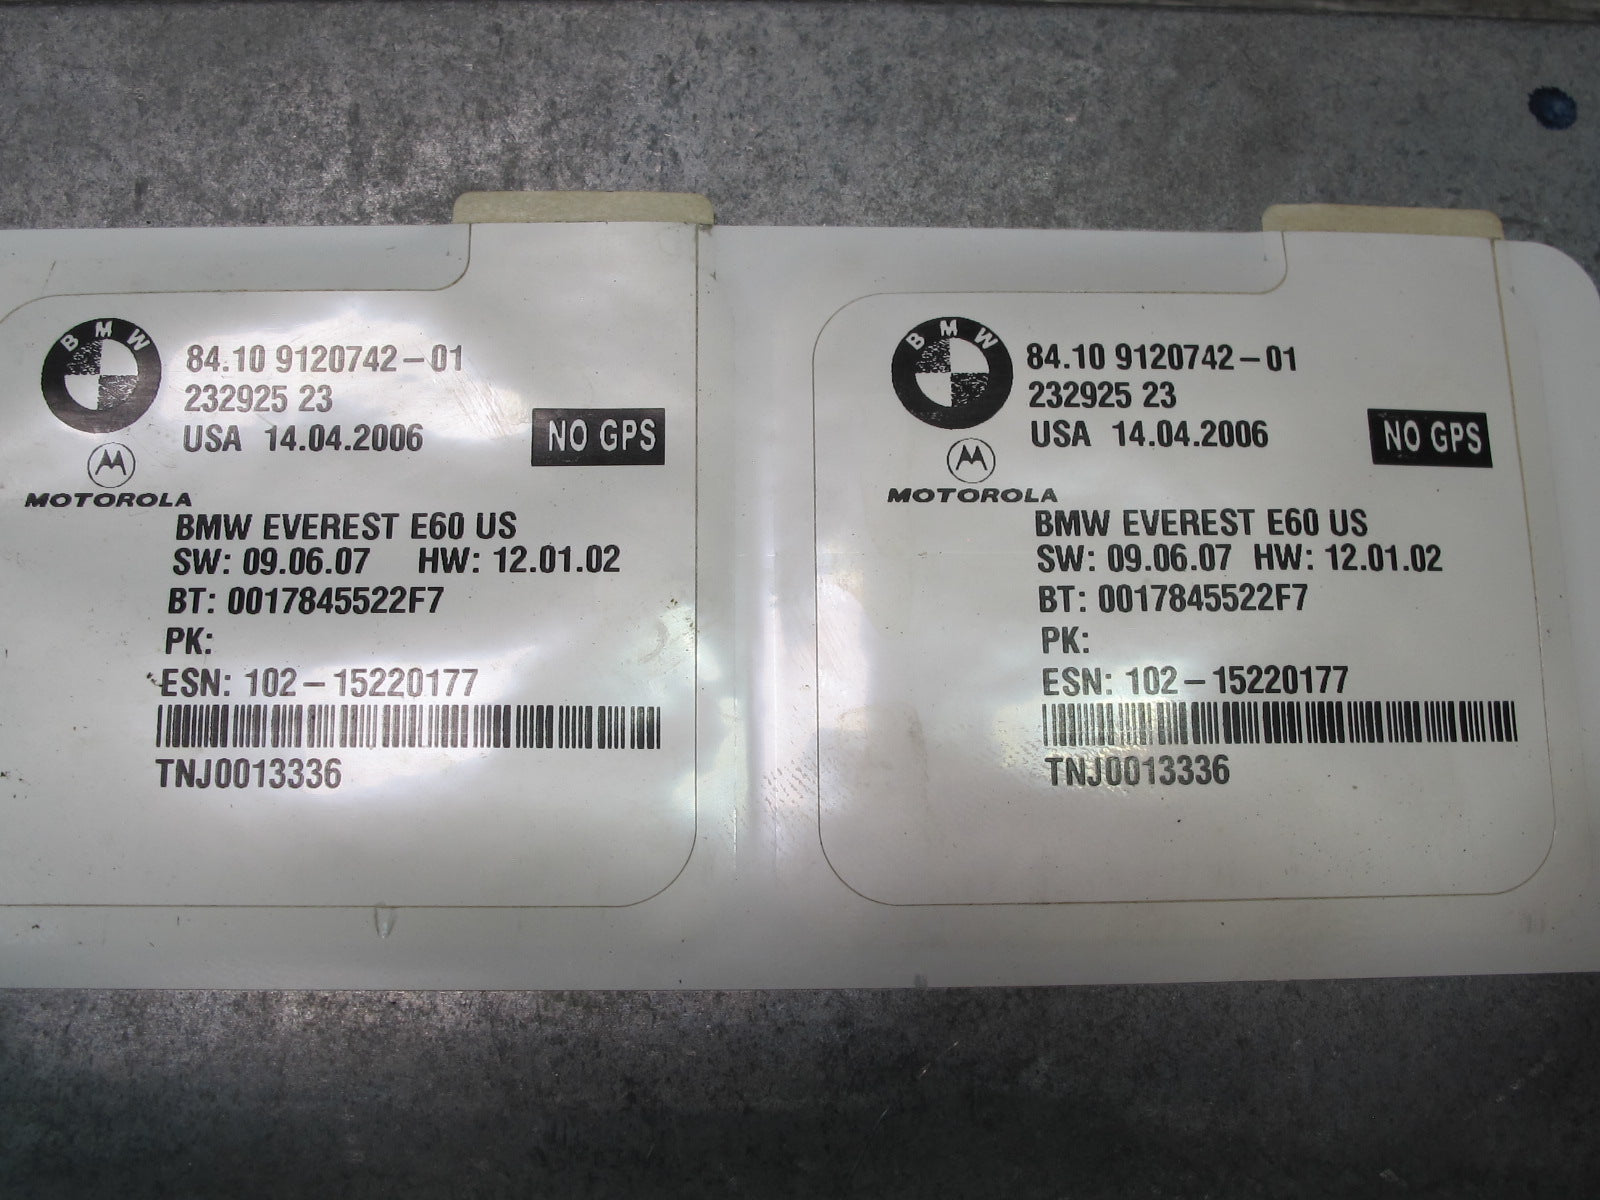 BMW
84.10 9120742-01
232925 23
USA 14.04.2006
NO GPS
MOTOROLA
BMW EVEREST E60 US
SW: 09.06.07 HW: 12.01.02
BT: 0017845522F7
PK:
ESN: 102-15220177
TNJ0013336
BMW
84.10 9120742-01
232925 23
USA 14.04.2006
NO GPS
MOTOROLA
BMW EVEREST E60 US
SW: 09.06.07 HW: 12.01.02
BT: 0017845522F7
PK:
ESN: 102-15220177
TNJ0013336